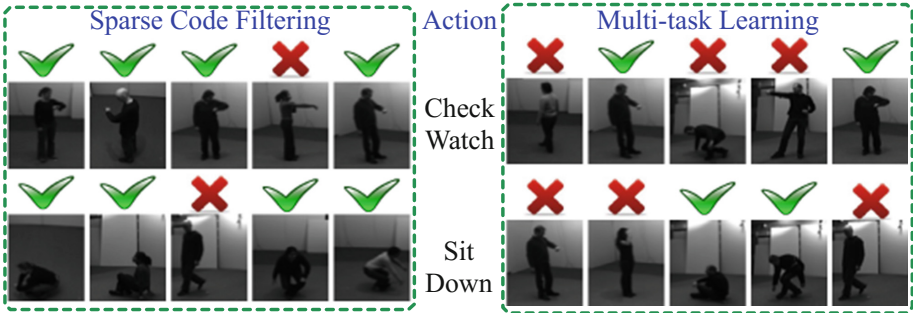 Sparse Code Filtering
Action
Multi-task Learning
Check
Watch
Sit
Down